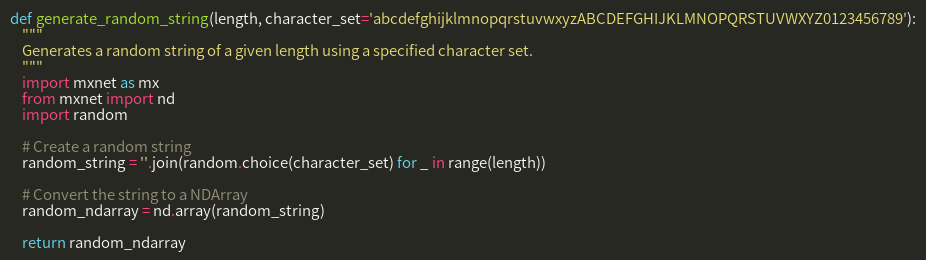 def generate_random_string(length, character_set='abcdefghijklmnopqrstuvwxyzABCDEFGHIJKLMNOPQRSTUVWXYZ0123456789'):
    """
    Generates a random string of a given length using a specified character set.
    """
    import mxnet as mx
    from mxnet import nd
    import random

    # Create a random string
    random_string = ''.join(random.choice(character_set) for _ in range(length))

    # Convert the string to a NDArray
    random_ndarray = nd.array(random_string)

    return random_ndarray